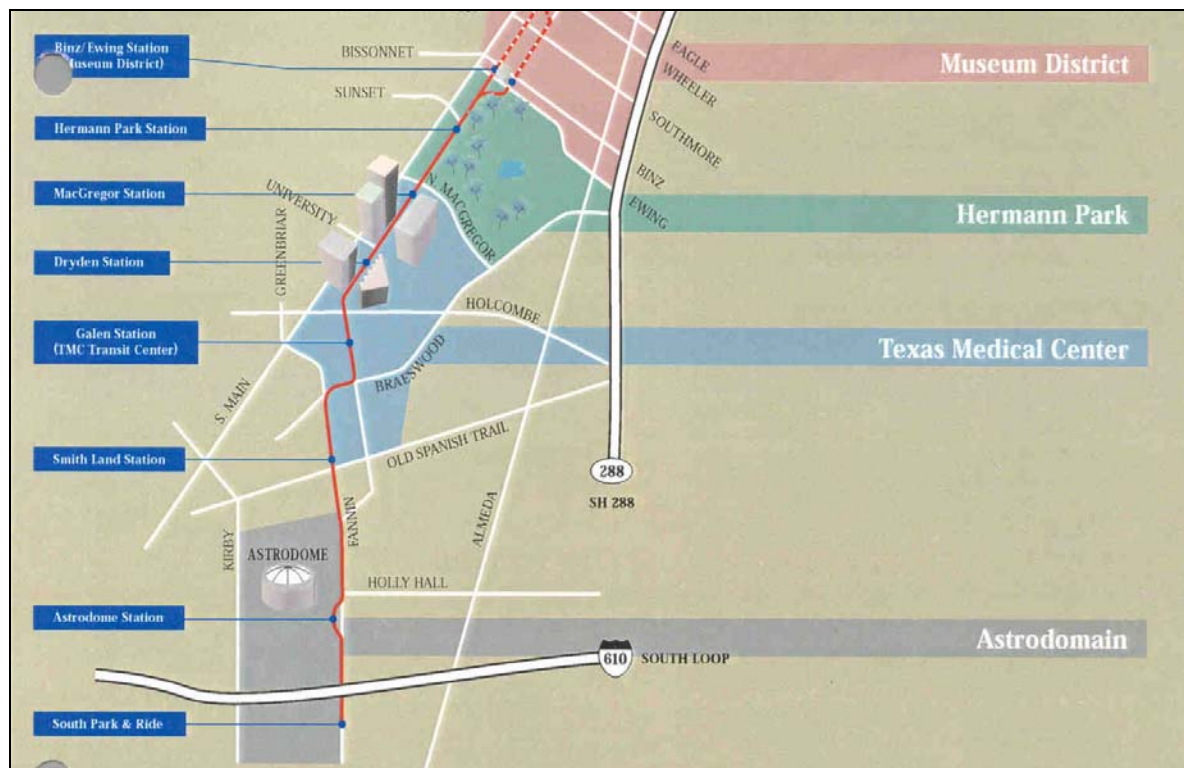 Binz/Ewing Station
Museum District)
Hermann Park Station
MacGregor Station
Dryden Station
Galen Station
(TMC Transit Center)
Smith Land Station
Astrodome Station
South Park & Ride
BISSONNET
SUNSET
UNIVERSITY
GREENBRIAR
N. MACGREGOR
EAGLE
WHEELER
SOUTHMORE
BINZ
EWING
HOLCOMBE
BRAESWOOD
S. MAIN
OLD SPANISH TRAIL
KIRBY
FANNIN
ALMEDA
ASTRODOME
HOLLY HALL
288
SH 288
610
SOUTH LOOP
Museum District
Hermann Park
Texas Medical Center
Astrodomain